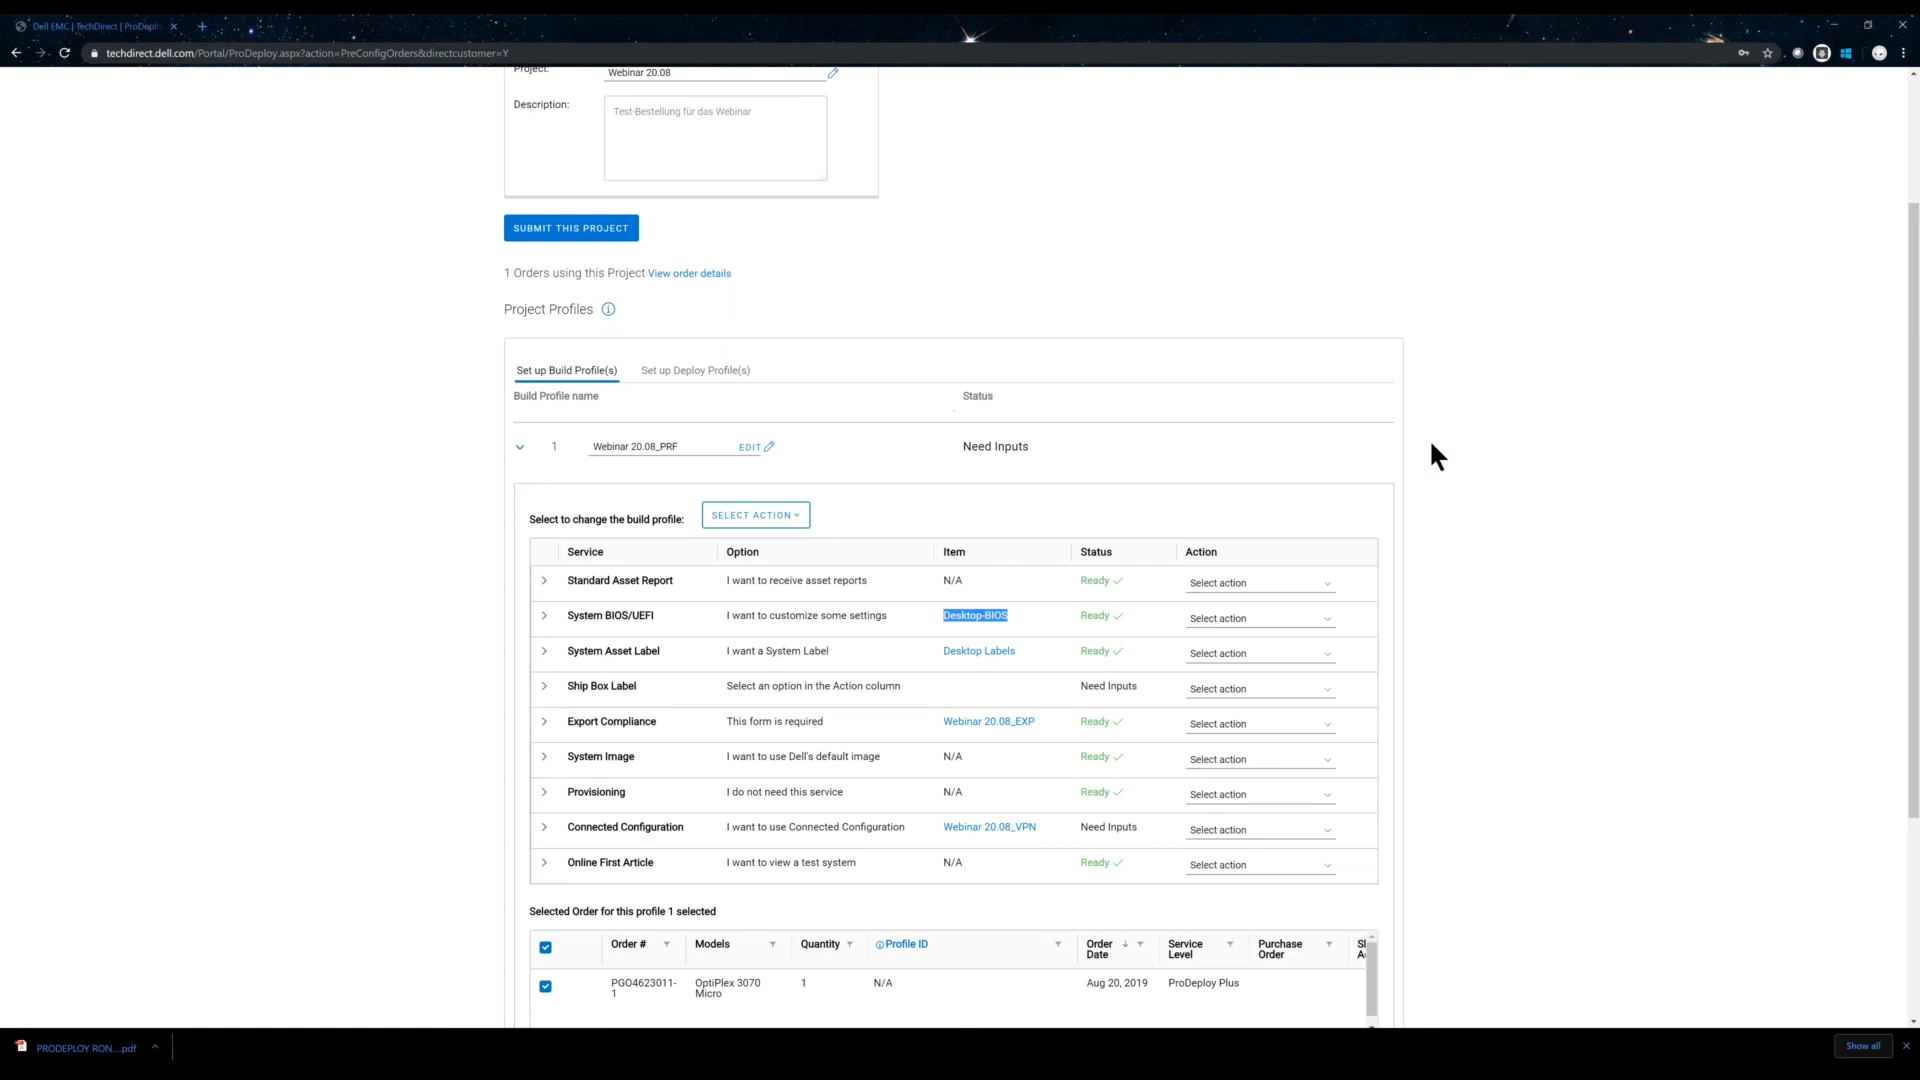 Dell EMC | TechDirect | ProDeplo
techdirect.dell.com/Portal/ProDeploy.aspx?action=PreConfigOrders&directcustomer=Y
Project: Webinar 20.08
Description: Test-Bestellung für das Webinar
SUBMIT THIS PROJECT
1 Orders using this Project View order details
Project Profiles
Set up Build Profile(s) Set up Deploy Profile(s)
Build Profile name Status
1 Webinar 20.08_PRF EDIT Need Inputs
Select to change the build profile: SELECT ACTION
Service Option Item Status Action
Standard Asset Report I want to receive asset reports N/A Ready Select action
System BIOS/UEFI I want to customize some settings Desktop-BIOS Ready Select action
System Asset Label I want a System Label Desktop Labels Ready Select action
Ship Box Label Select an option in the Action column Need Inputs Select action
Export Compliance This form is required Webinar 20.08_EXP Ready Select action
System Image I want to use Dell's default image N/A Ready Select action
Provisioning I do not need this service N/A Ready Select action
Connected Configuration I want to use Connected Configuration Webinar 20.08_VPN Need Inputs Select action
Online First Article I want to view a test system N/A Ready Select action
Selected Order for this profile 1 selected
Order # Models Quantity Profile ID Order Service Purchase
Date Level Order
PGO4623011- OptiPlex 3070 1 N/A Aug 20, 2019 ProDeploy Plus
1 Micro
PRODEPLOY RON....pdf Show all